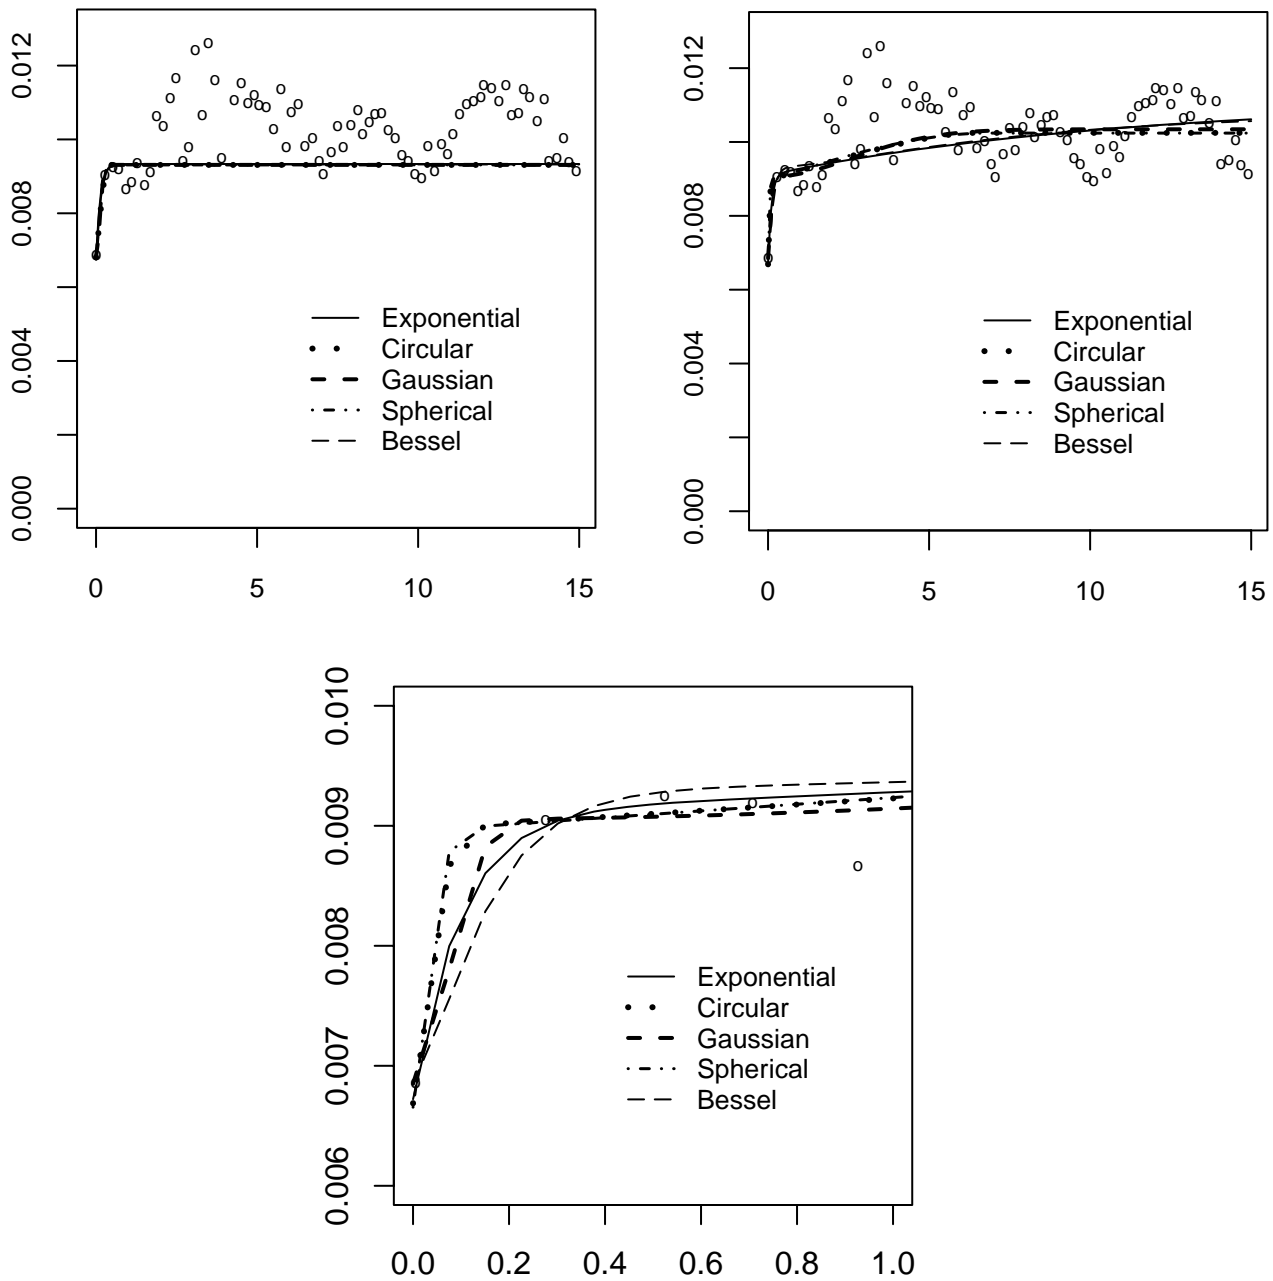 0.012
0.008
0.004
0.000
Exponential
Circular
Gaussian
Spherical
Bessel
0 5 10 15
0.012
0.008
0.004
0.000
Exponential
Circular
Gaussian
Spherical
Bessel
0 5 10 15
0.010
0.009
0.008
0.007
0.006
Exponential
Circular
Gaussian
Spherical
Bessel
0.0 0.2 0.4 0.6 0.8 1.0